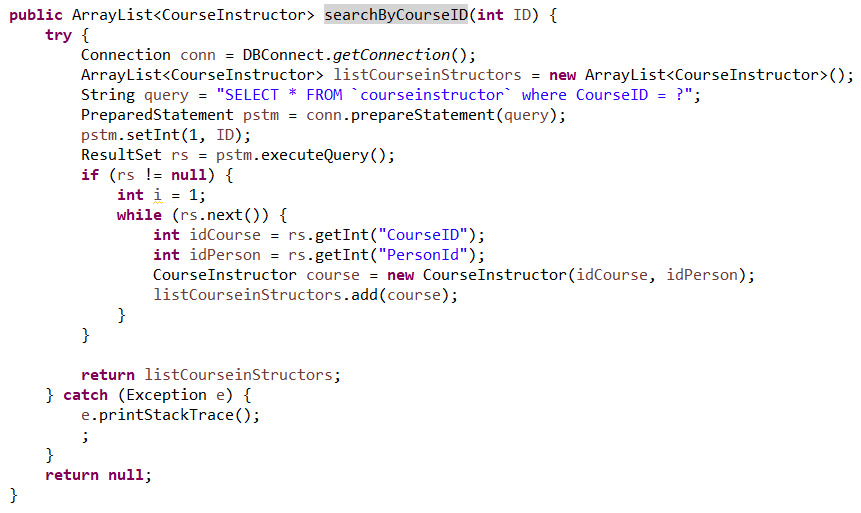 public ArrayList<CourseInstructor> searchByCourseID(int ID) {
    try {
        Connection conn = DBConnect.getConnection();
        ArrayList<CourseInstructor> listCourseinStructors = new ArrayList<CourseInstructor>();
        String query = "SELECT * FROM `courseinstructor` where CourseID = ?";
        PreparedStatement pstm = conn.prepareStatement(query);
        pstm.setInt(1, ID);
        ResultSet rs = pstm.executeQuery();
        if (rs != null) {
            int i = 1;
            while (rs.next()) {
                int idCourse = rs.getInt("CourseID");
                int idPerson = rs.getInt("PersonId");
                CourseInstructor course = new CourseInstructor(idCourse, idPerson);
                listCourseinStructors.add(course);
            }
        }

        return listCourseinStructors;
    } catch (Exception e) {
        e.printStackTrace();
        ;
    }
    return null;
}